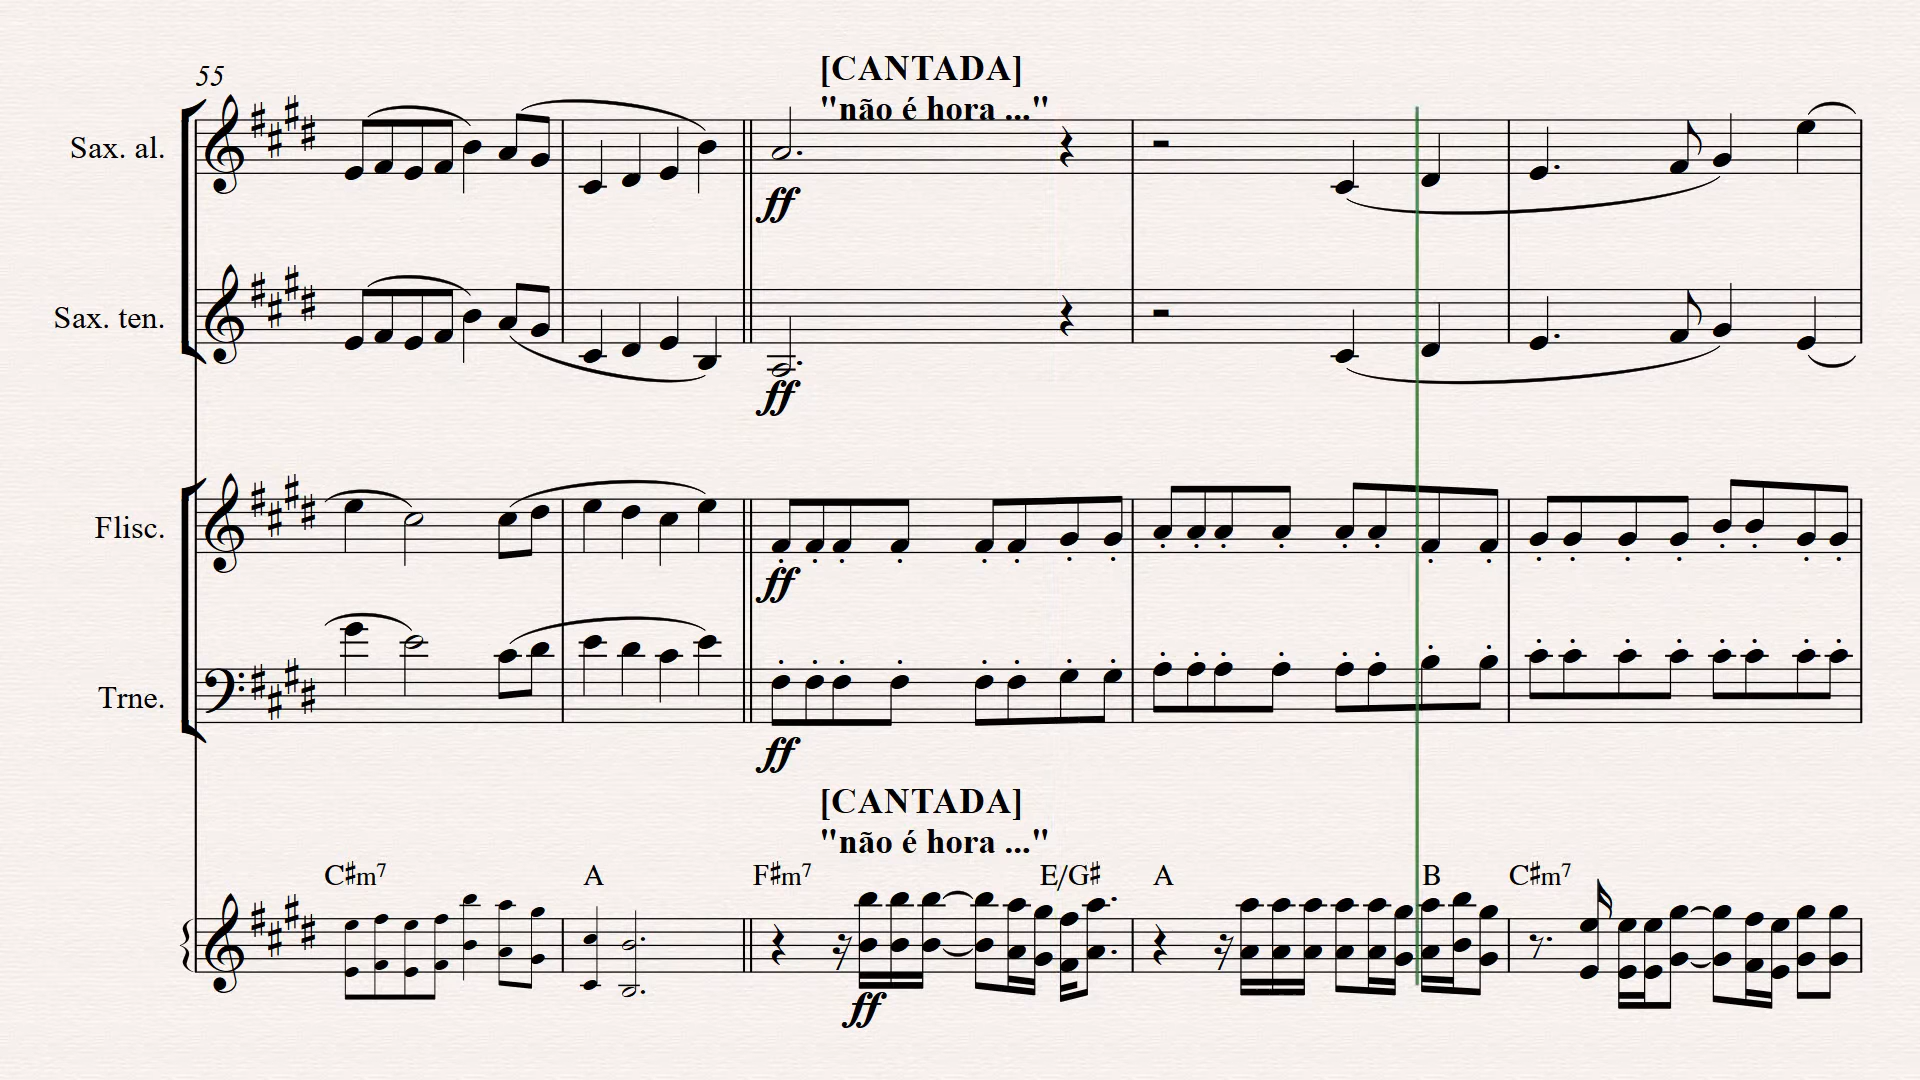 55
[CANTADA]
"não é hora ..."
Sax. al.
ff
Sax. ten.
ff
Flisc.
ff
Trne.
ff
[CANTADA]
"não é hora ..."
C♯m7 A F♯m7 E/G♯ A B C♯m7
ff